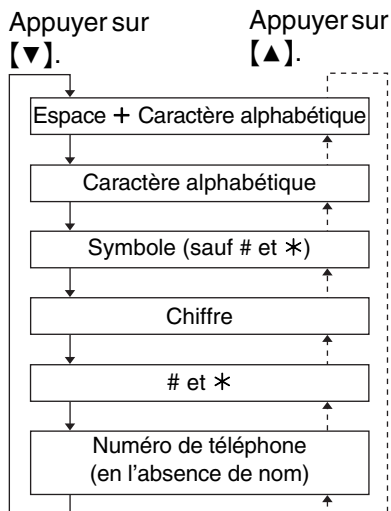 Appuyer sur
【▼】.
Appuyer sur
【▲】.
Espace + Caractère alphabétique
Caractère alphabétique
Symbole (sauf # et ✳)
Chiffre
# et ✳
Numéro de téléphone
(en l'absence de nom)